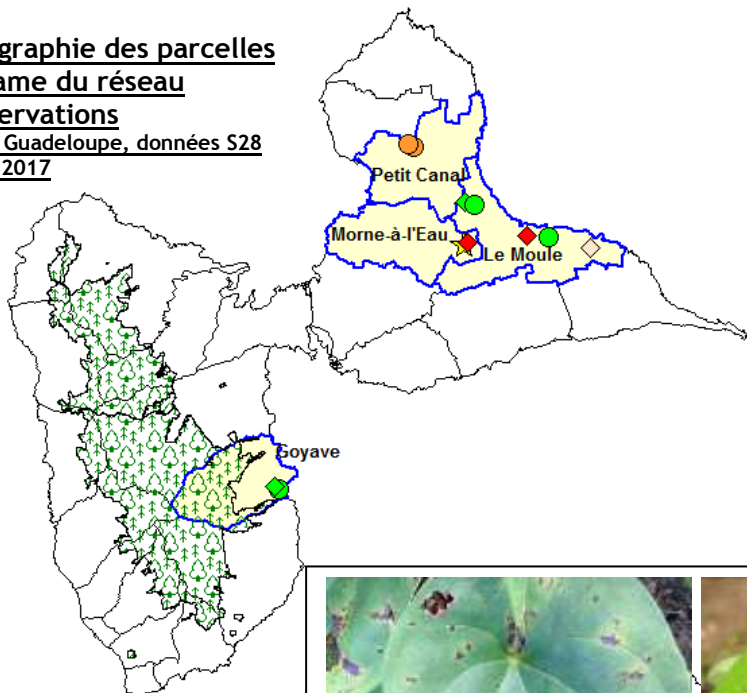 graphie des parcelles
ame du réseau
ervations
Guadeloupe, données S28
2017
Petit Canal
Morne-à-l'Eau
Le Moule
Goyave